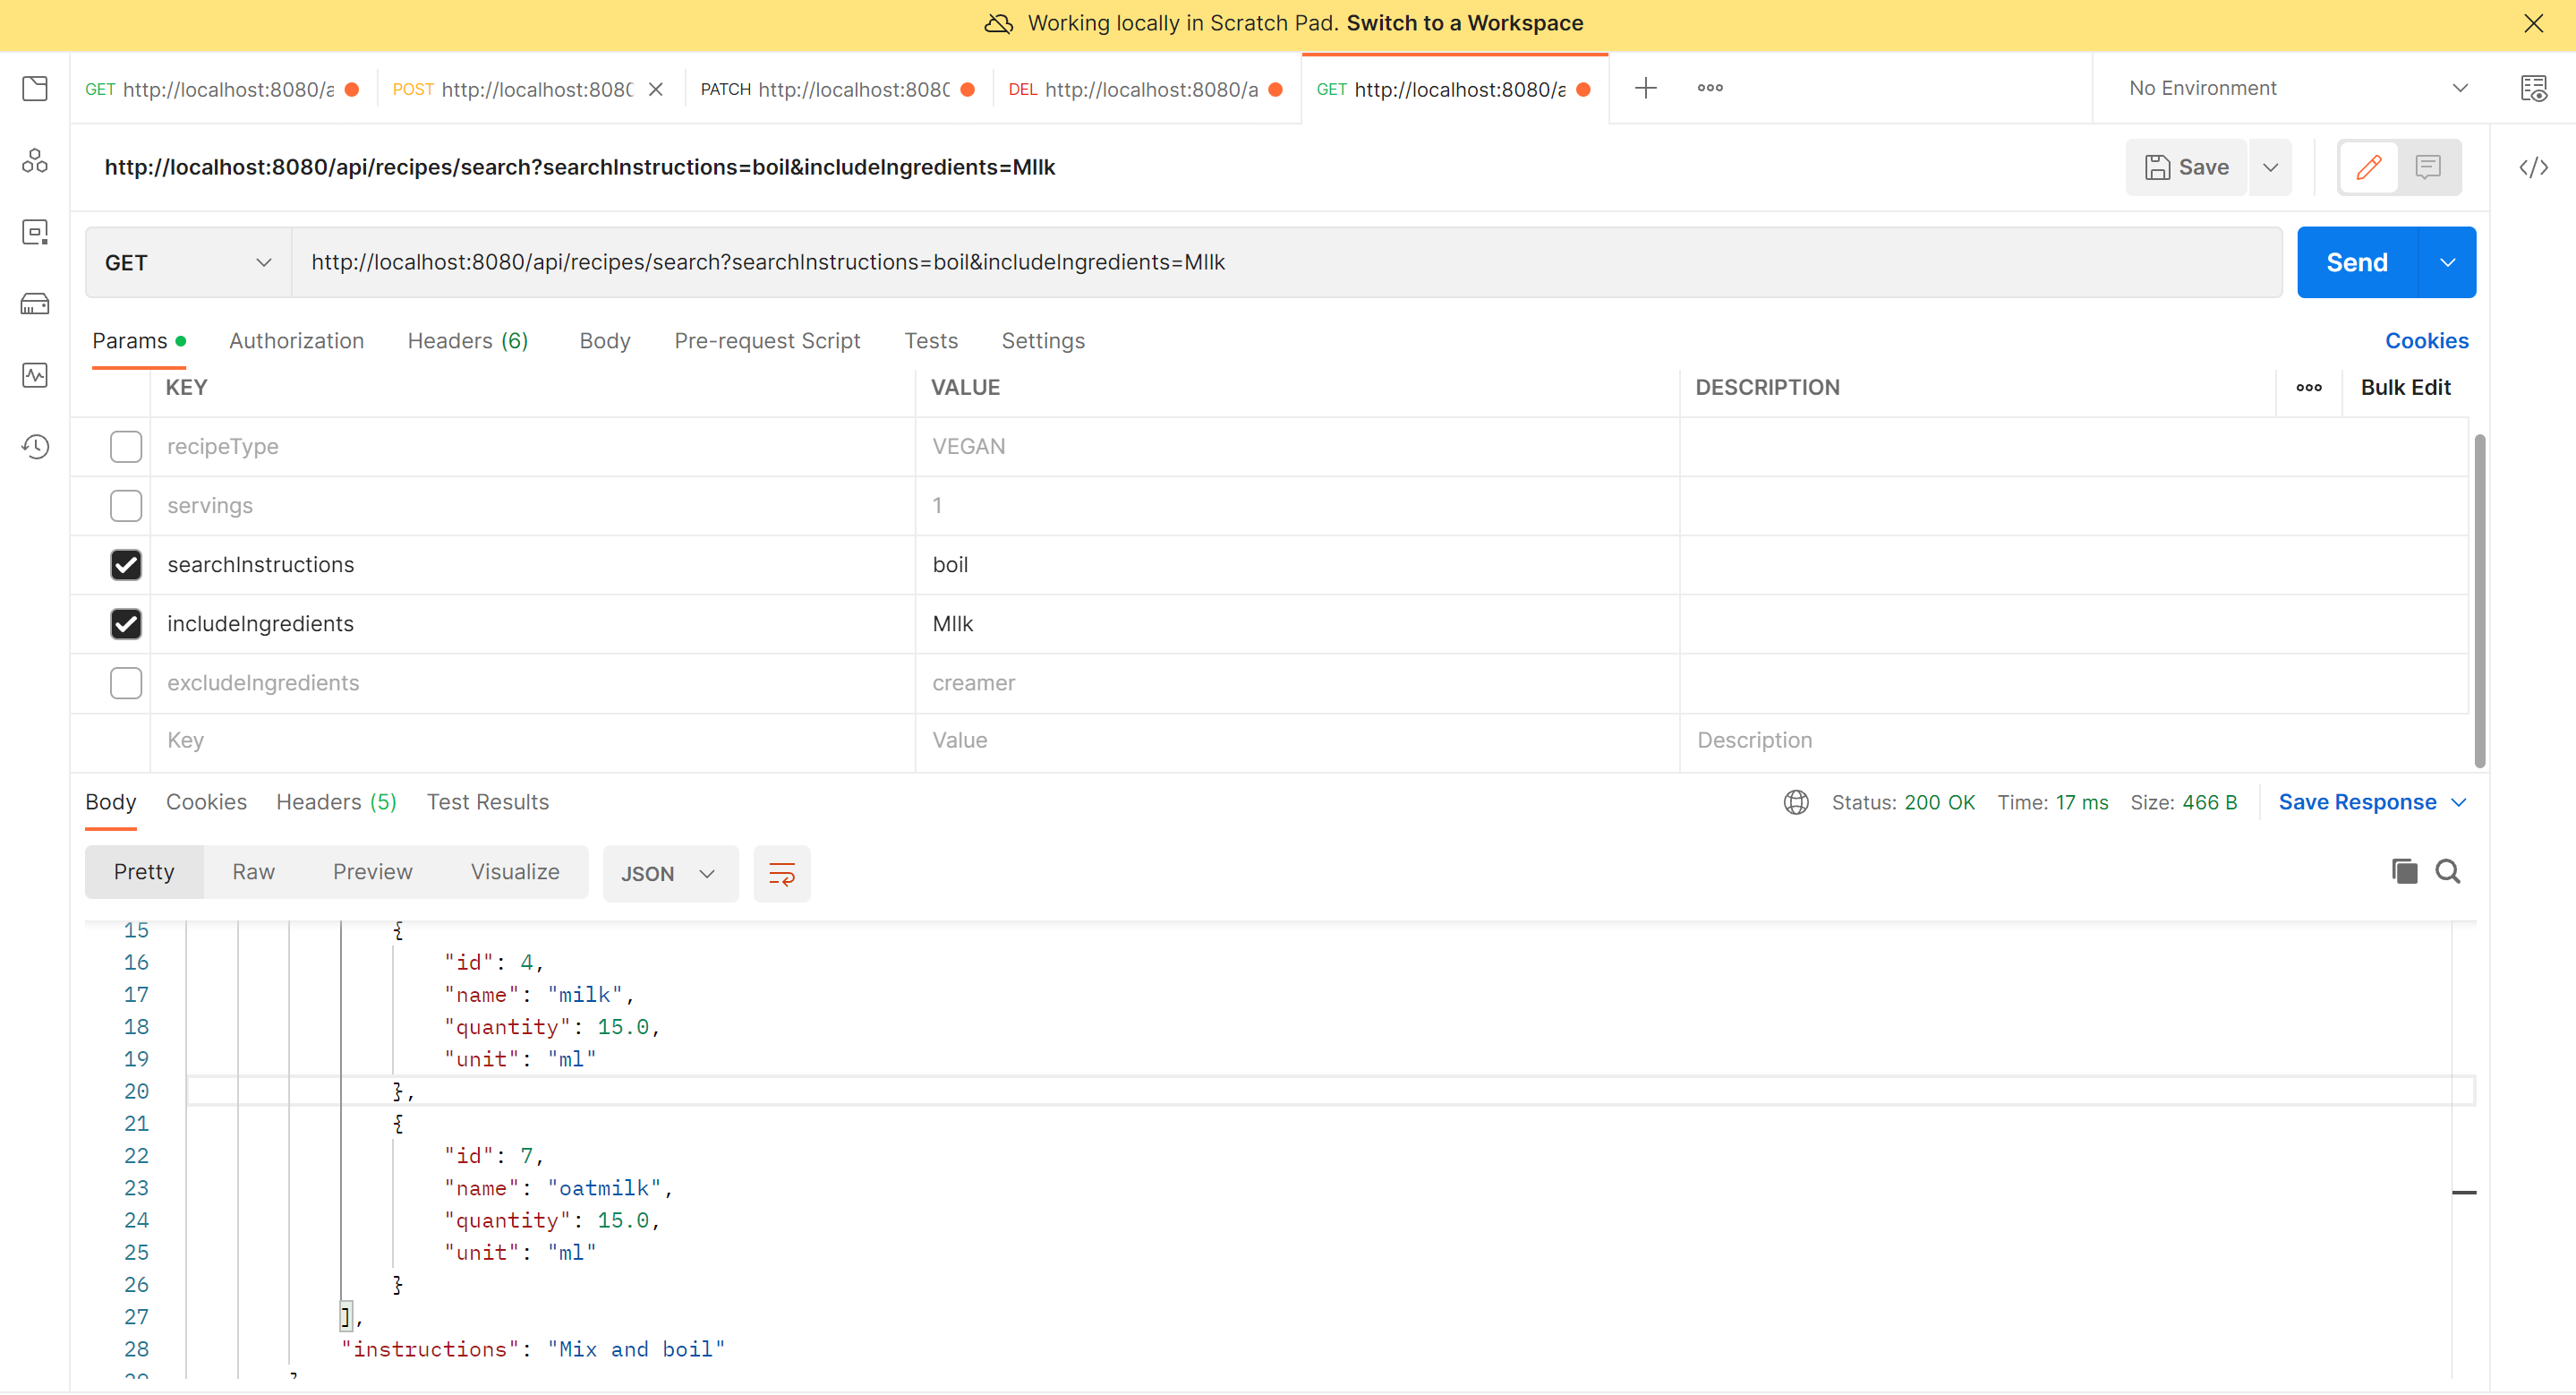 Working locally in Scratch Pad. Switch to a Workspace
GET http://localhost:8080/a
POST http://localhost:808
PATCH http://localhost:808
DEL http://localhost:8080/a
GET http://localhost:8080/a
No Environment
http://localhost:8080/api/recipes/search?searchInstructions=boil&includeIngredients=MIlk
Save
GET http://localhost:8080/api/recipes/search?searchInstructions=boil&includeIngredients=MIlk
Send
Params Authorization Headers (6) Body Pre-request Script Tests Settings Cookies
KEY VALUE DESCRIPTION Bulk Edit
recipeType VEGAN
servings 1
searchInstructions boil
includeIngredients MIlk
excludeIngredients creamer
Key Value Description
Body Cookies Headers (5) Test Results Status: 200 OK Time: 17 ms Size: 466 B Save Response
Pretty Raw Preview Visualize JSON
15 {
16 "id": 4,
17 "name": "milk",
18 "quantity": 15.0,
19 "unit": "ml"
20 },
21 {
22 "id": 7,
23 "name": "oatmilk",
24 "quantity": 15.0,
25 "unit": "ml"
26 }
27 ],
28 "instructions": "Mix and boil"